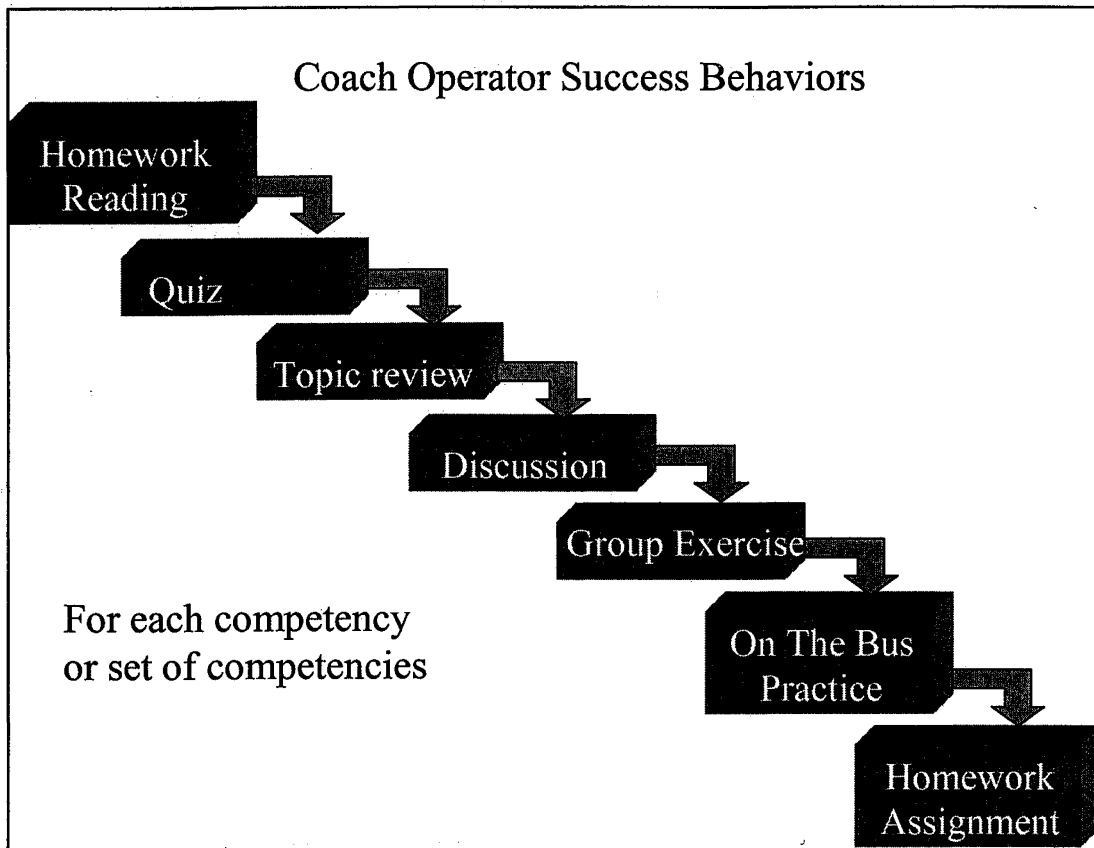 Coach Operator Success Behaviors
Homework
Reading
Quiz
Topic review
Discussion
Group Exercise
On The Bus
Practice
Homework
Assignment
For each competency
or set of competencies